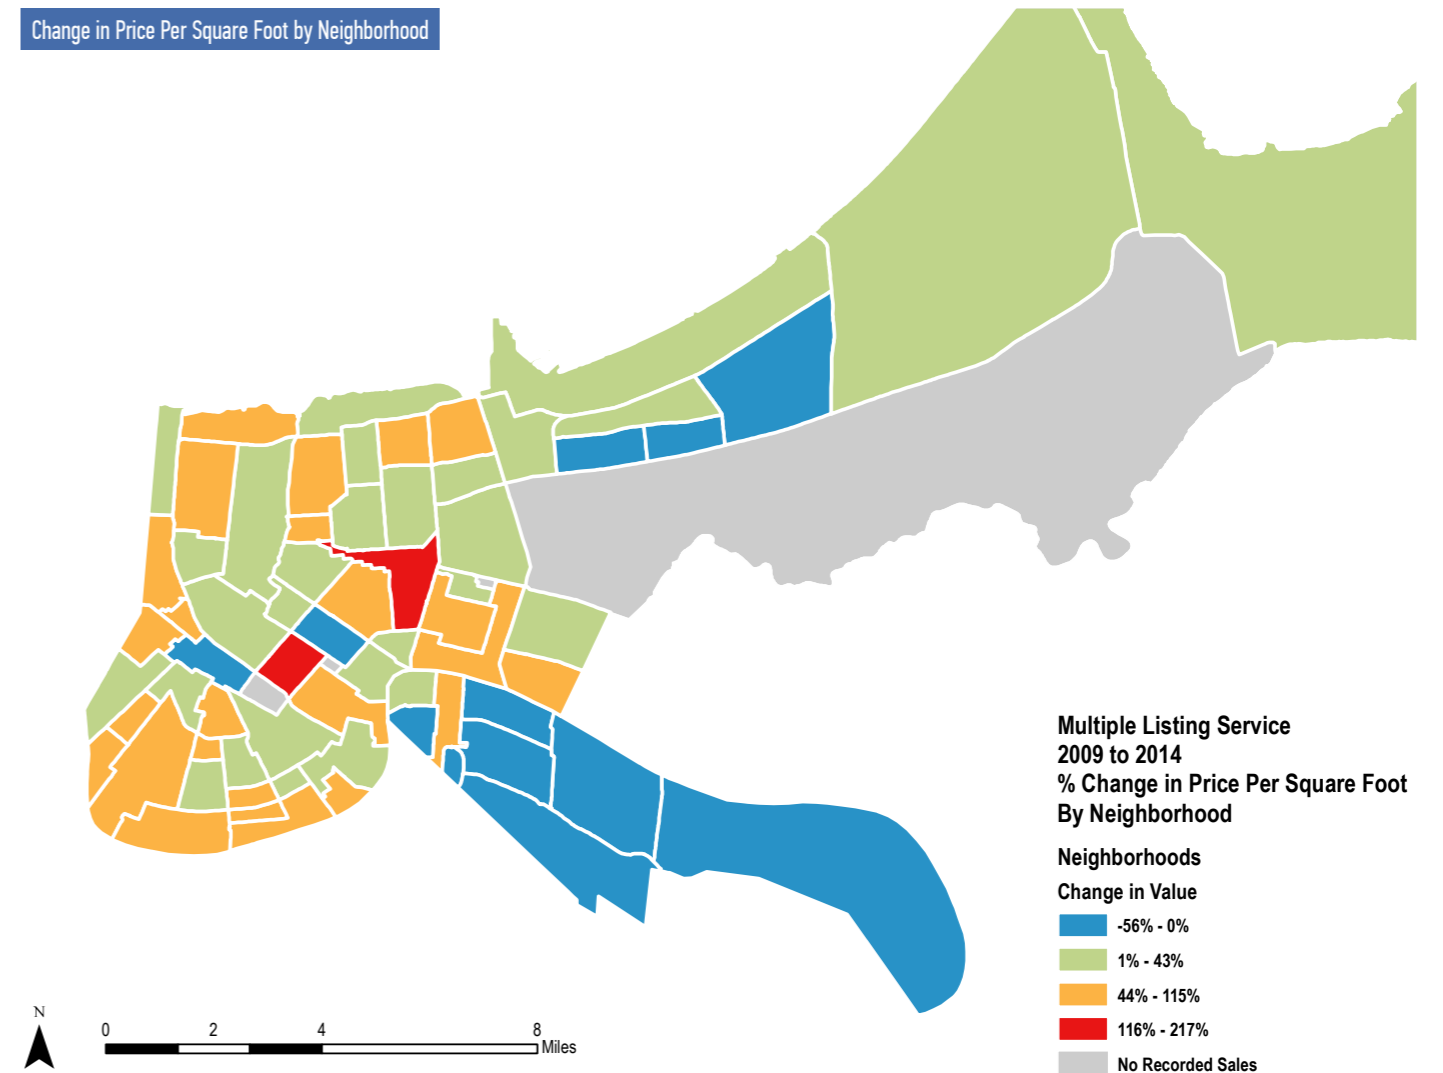 Change in Price Per Square Foot by Neighborhood
Multiple Listing Service
2009 to 2014
% Change in Price Per Square Foot
By Neighborhood
Neighborhoods
Change in Value
-56% - 0%
1% - 43%
44% - 115%
116% - 217%
No Recorded Sales
N
0 2 4 8
Miles